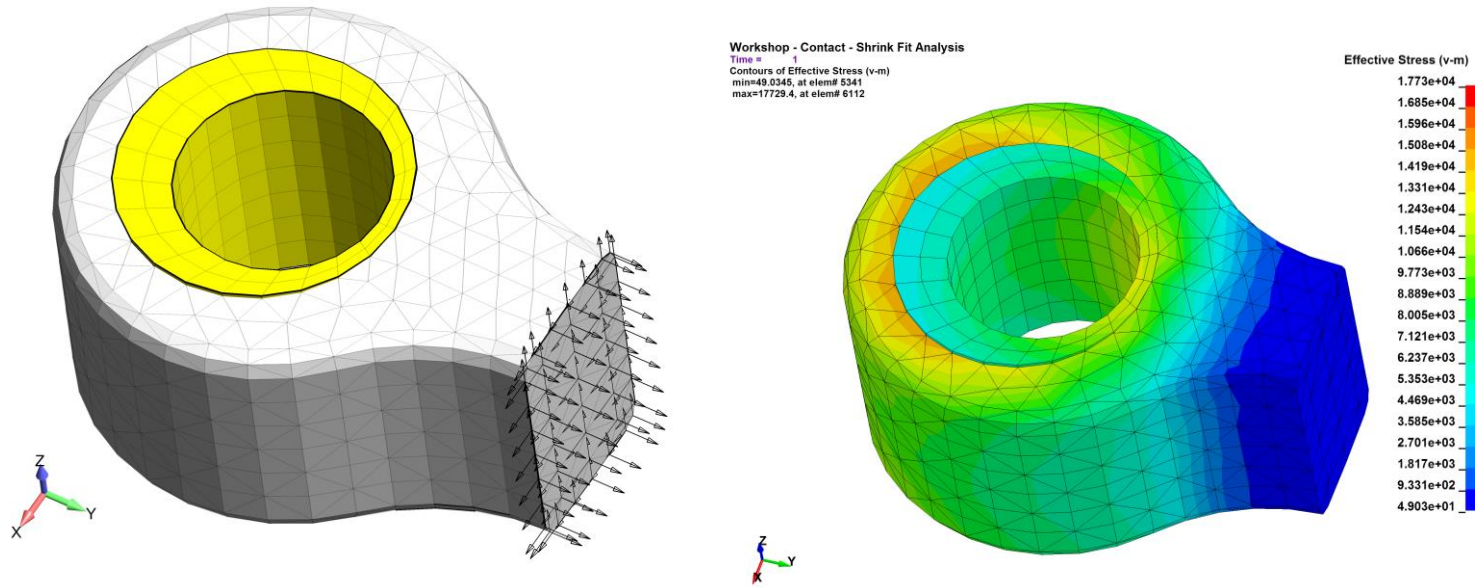 Z
X
Y
Workshop - Contact - Shrink Fit Analysis
Time = 1
Contours of Effective Stress (v-m)
min=49.0345, at elem# 5341
max=17729.4, at elem# 6112
Z
Y
X
Effective Stress (v-m)
1.773e+04
1.685e+04
1.596e+04
1.508e+04
1.419e+04
1.331e+04
1.243e+04
1.154e+04
1.066e+04
9.773e+03
8.889e+03
8.005e+03
7.121e+03
6.237e+03
5.353e+03
4.469e+03
3.585e+03
2.701e+03
1.817e+03
9.331e+02
4.903e+01